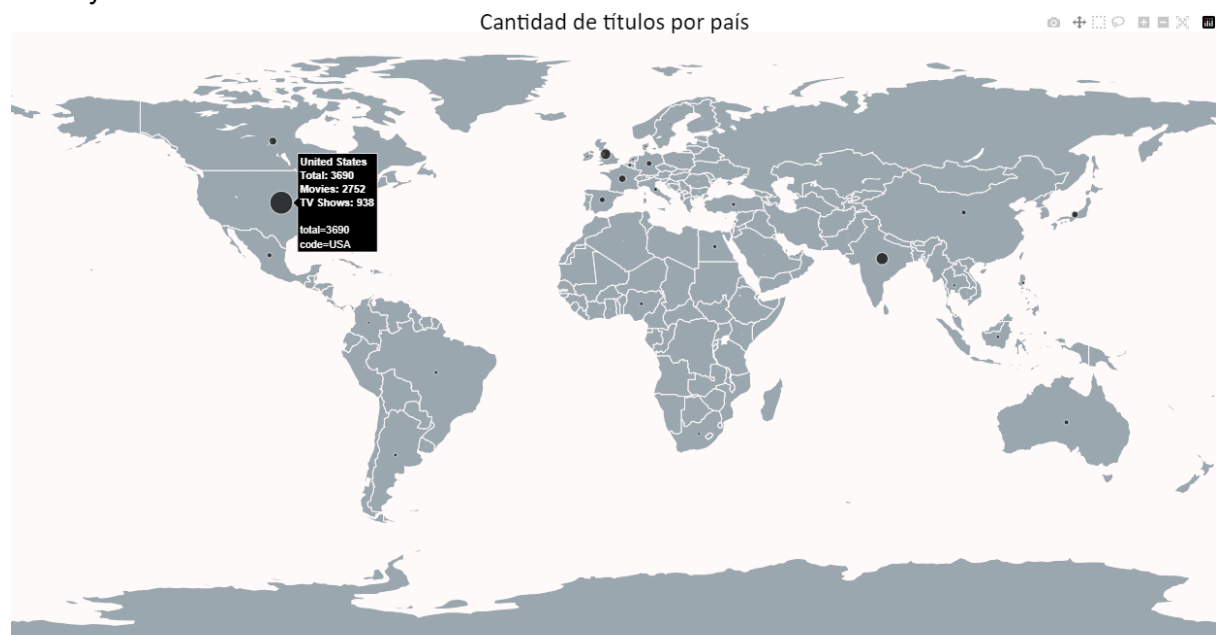 Cantidad de títulos por país
United States
Total: 3690
Movies: 2752
TV Shows: 938
total=3690
code=USA